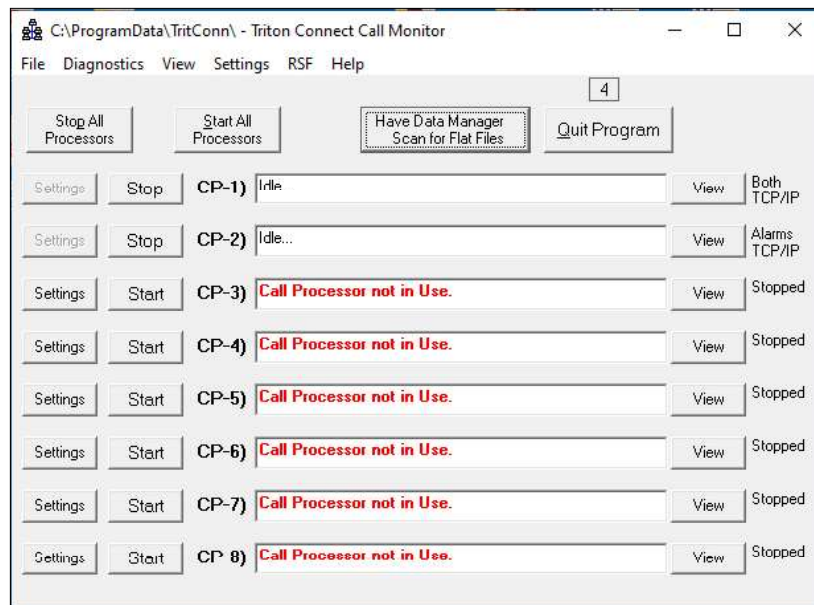 C:\ProgramData\TritConn\ - Triton Connect Call Monitor
File Diagnostics View Settings RSF Help
4
Stop All
Processors
Start All
Processors
Have Data Manager
Scan for Flat Files
Quit Program
Settings Stop CP-1) Idle... View Both
TCP/IP
Settings Stop CP-2) Idle... View Alarms
TCP/IP
Settings Start CP-3) Call Processor not in Use. View Stopped
Settings Start CP-4) Call Processor not in Use. View Stopped
Settings Start CP-5) Call Processor not in Use. View Stopped
Settings Start CP-6) Call Processor not in Use. View Stopped
Settings Start CP-7) Call Processor not in Use. View Stopped
Settings Start CP-8) Call Processor not in Use. View Stopped